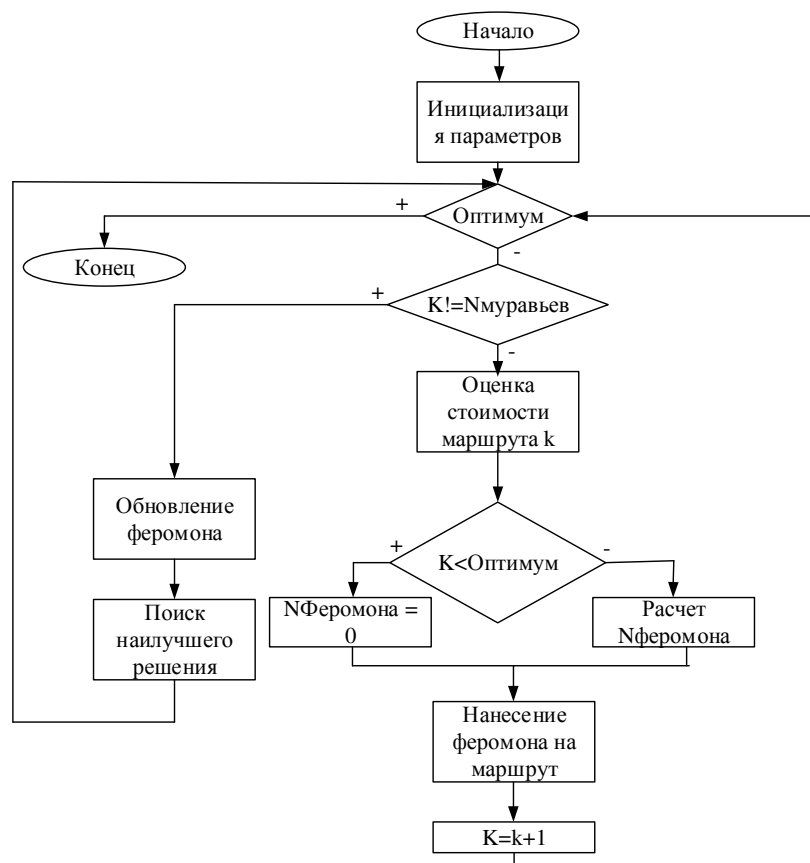 Начало
Инициализаци
я параметров
+
Оптимум
-
Конец
+
K!=Nмуравьев
-
Оценка
стоимости
маршрута k
Обновление
феромона
+
K<Оптимум
-
Поиск
наилучшего
решения
NФеромона =
0
Расчет
Nферомона
Нанесение
феромона на
маршрут
K=k+1